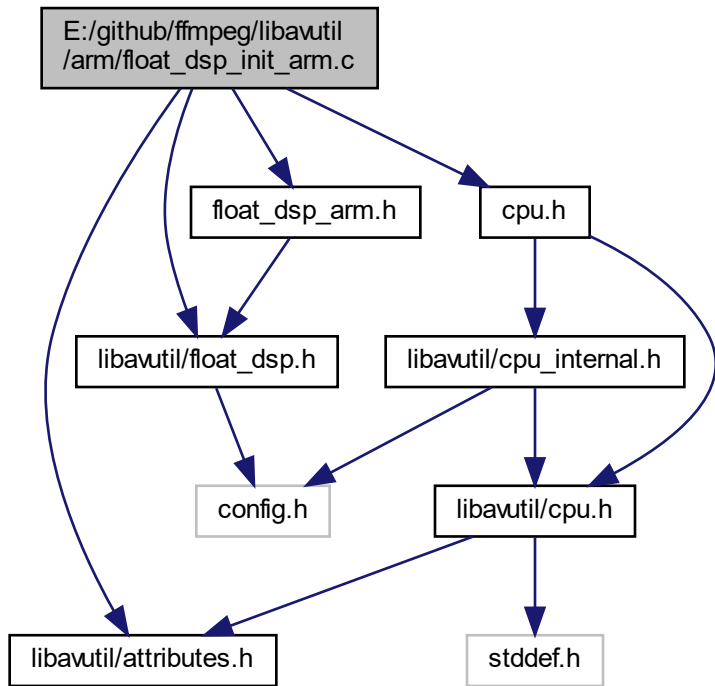 E:/github/ffmpeg/libavutil
/arm/float_dsp_init_arm.c
float_dsp_arm.h
cpu.h
libavutil/float_dsp.h
libavutil/cpu_internal.h
config.h
libavutil/cpu.h
libavutil/attributes.h
stddef.h